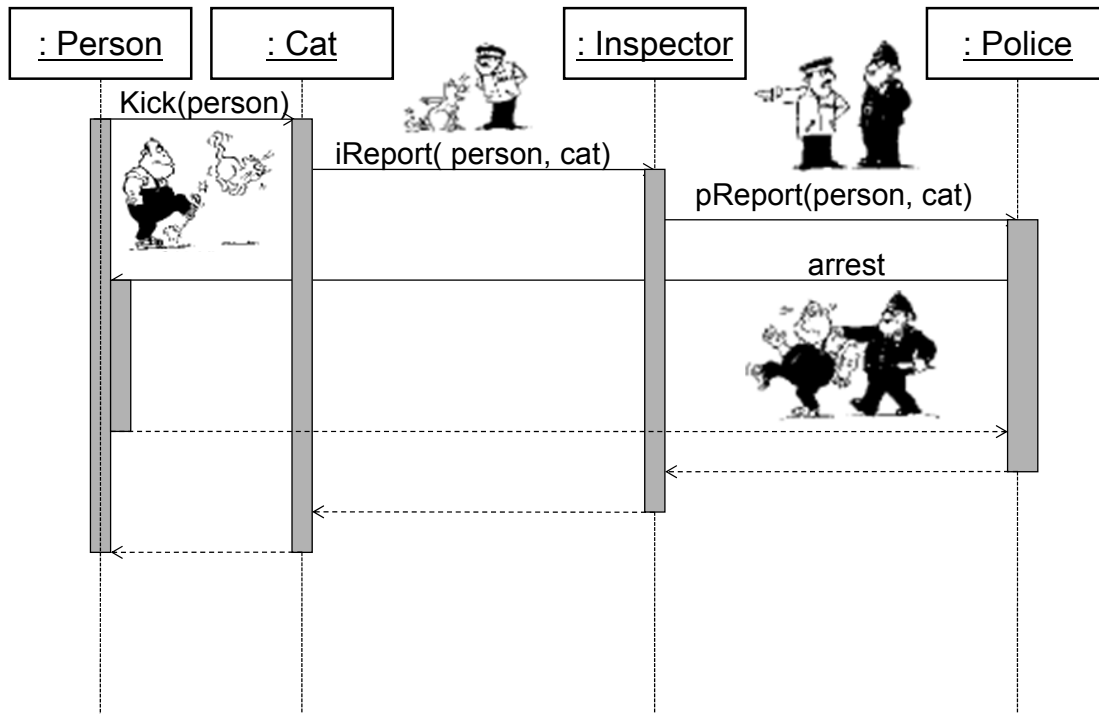 : Person
: Cat
: Inspector
: Police
Kick(person)
iReport( person, cat)
pReport(person, cat)
arrest